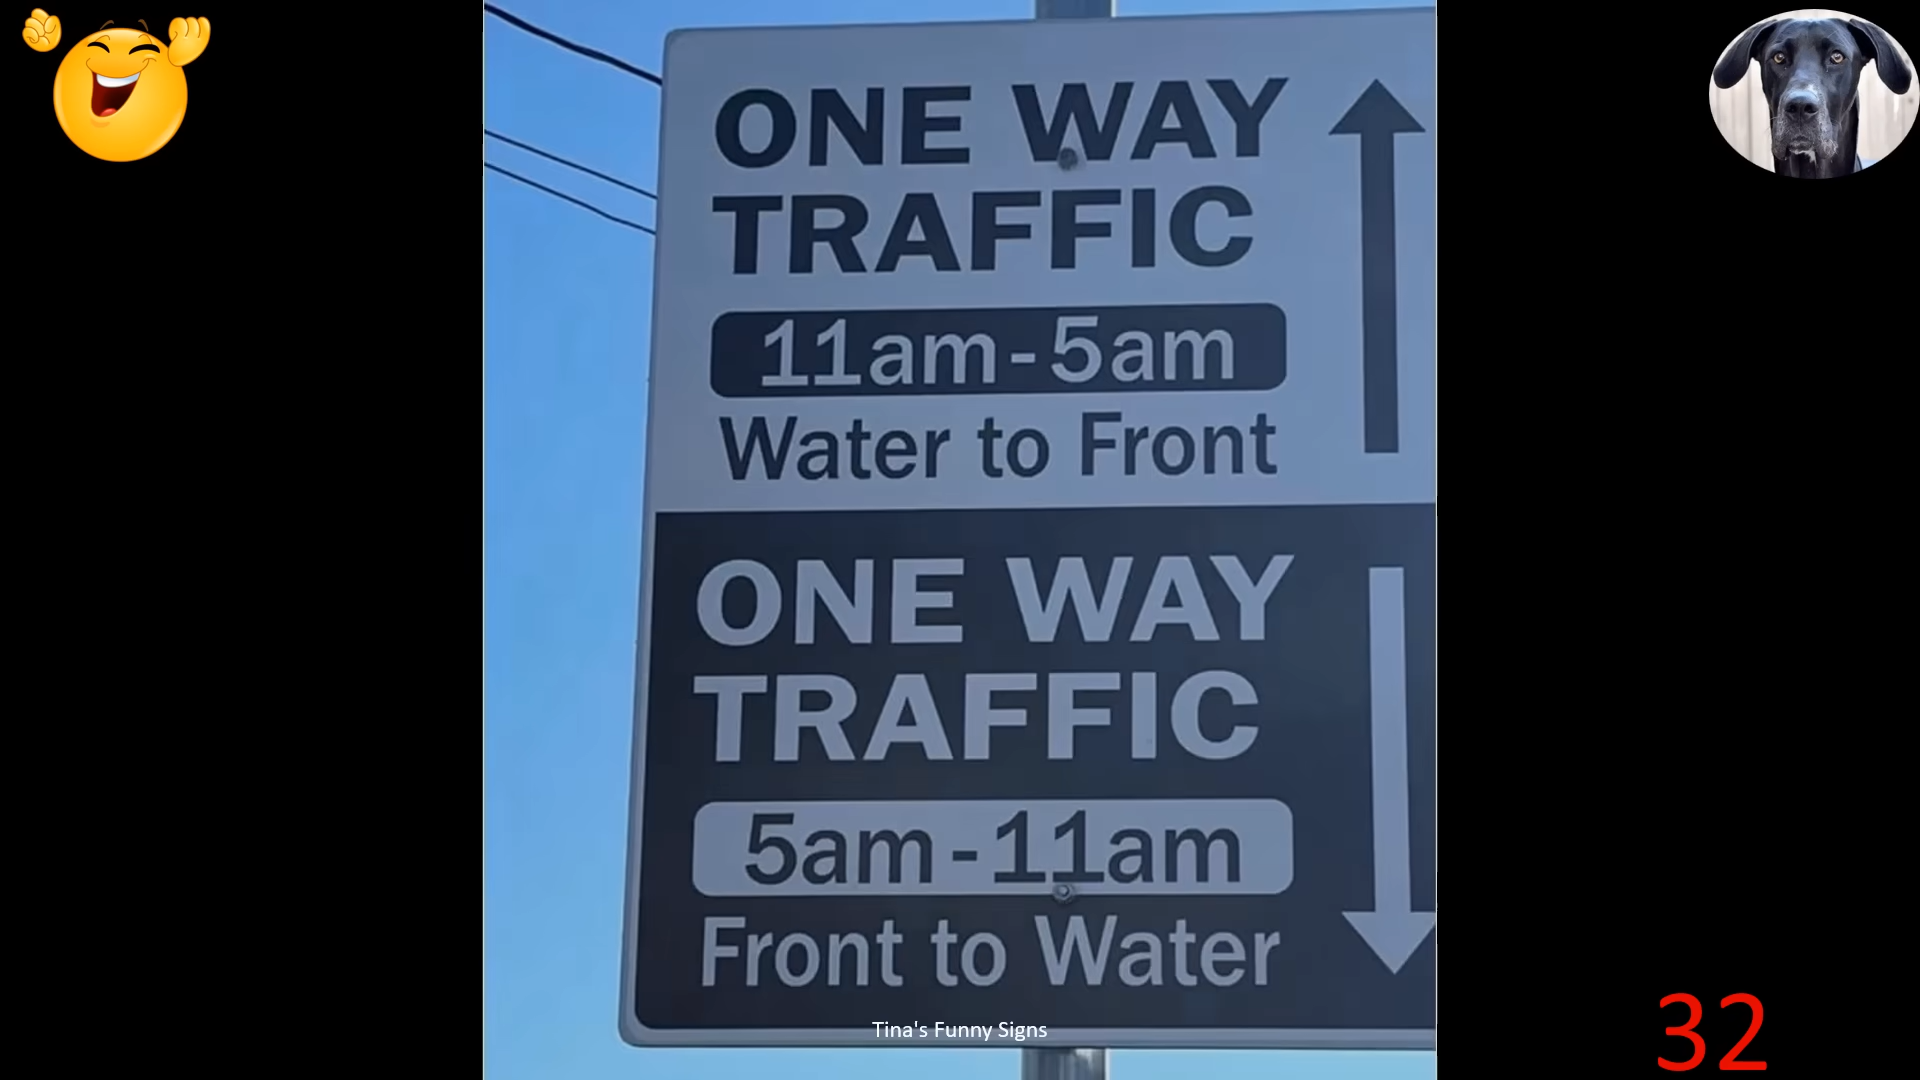 ONE WAY
TRAFFIC
11am - 5am
Water to Front
ONE WAY
TRAFFIC
5am - 11am
Front to Water
Tina's Funny Signs
32